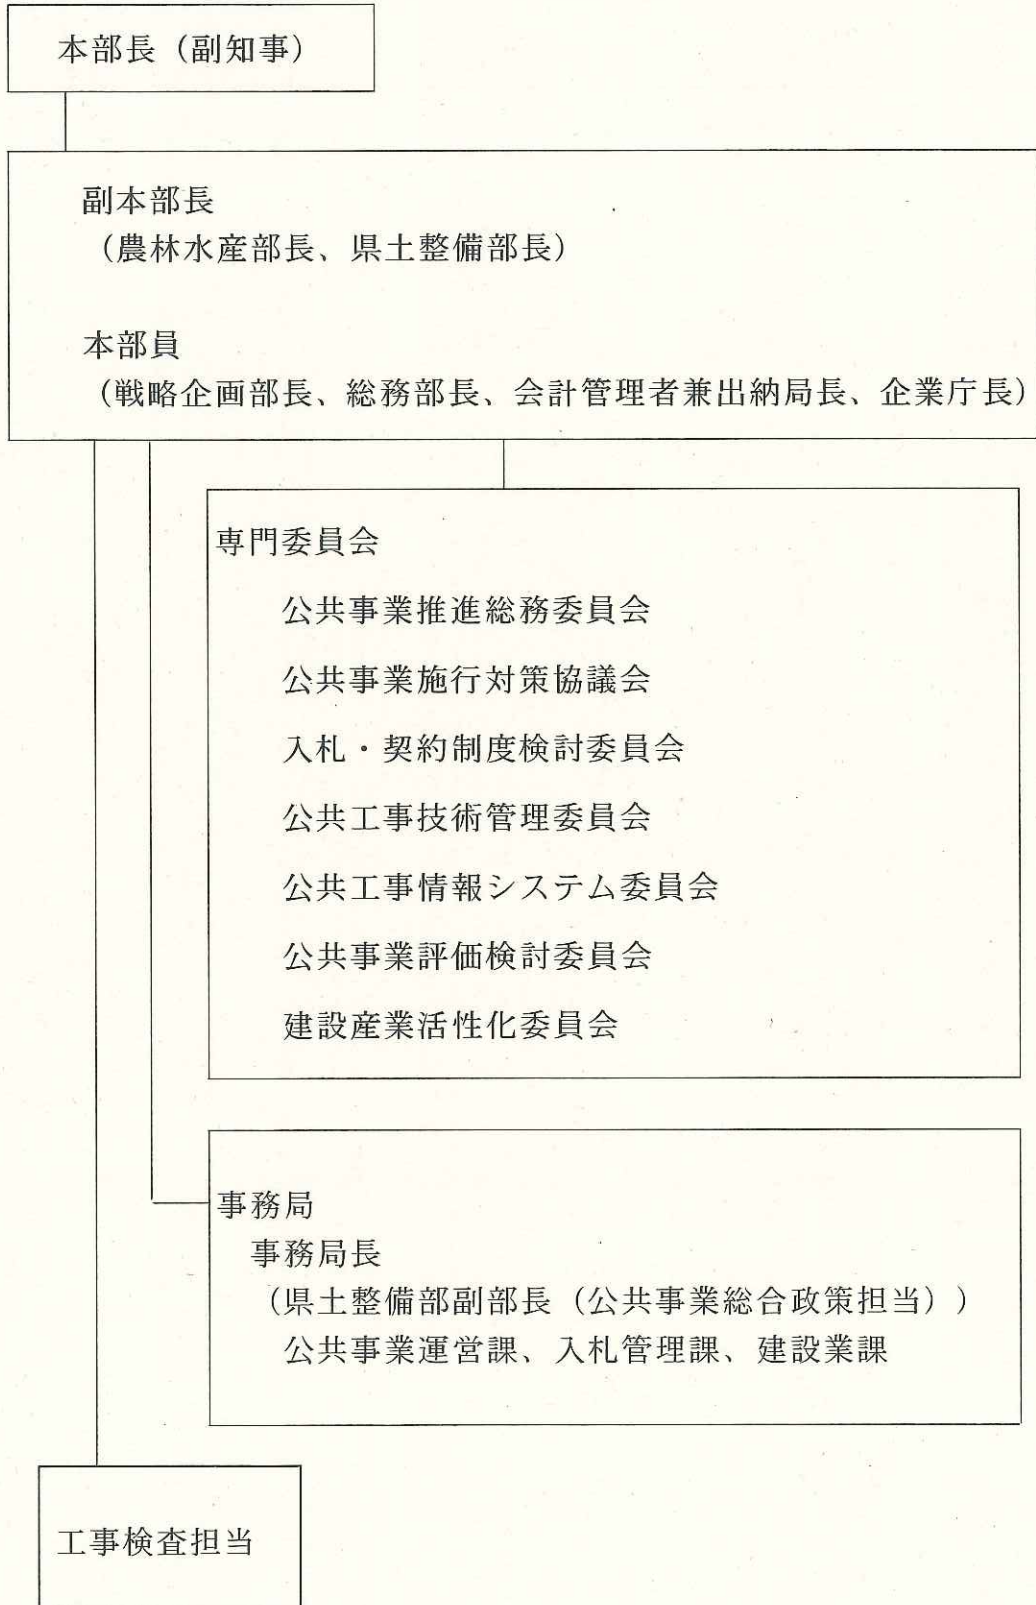 本部長（副知事）
副本部長
（農林水産部長、県土整備部長）
本部員
（戦略企画部長、総務部長、会計管理者兼出納局長、企業庁長）
専門委員会
公共事業推進総務委員会
公共事業施行対策協議会
入札・契約制度検討委員会
公共工事技術管理委員会
公共工事情報システム委員会
公共事業評価検討委員会
建設産業活性化委員会
事務局
事務局長
（県土整備部副部長（公共事業総合政策担当））
公共事業運営課、入札管理課、建設業課
工事検査担当